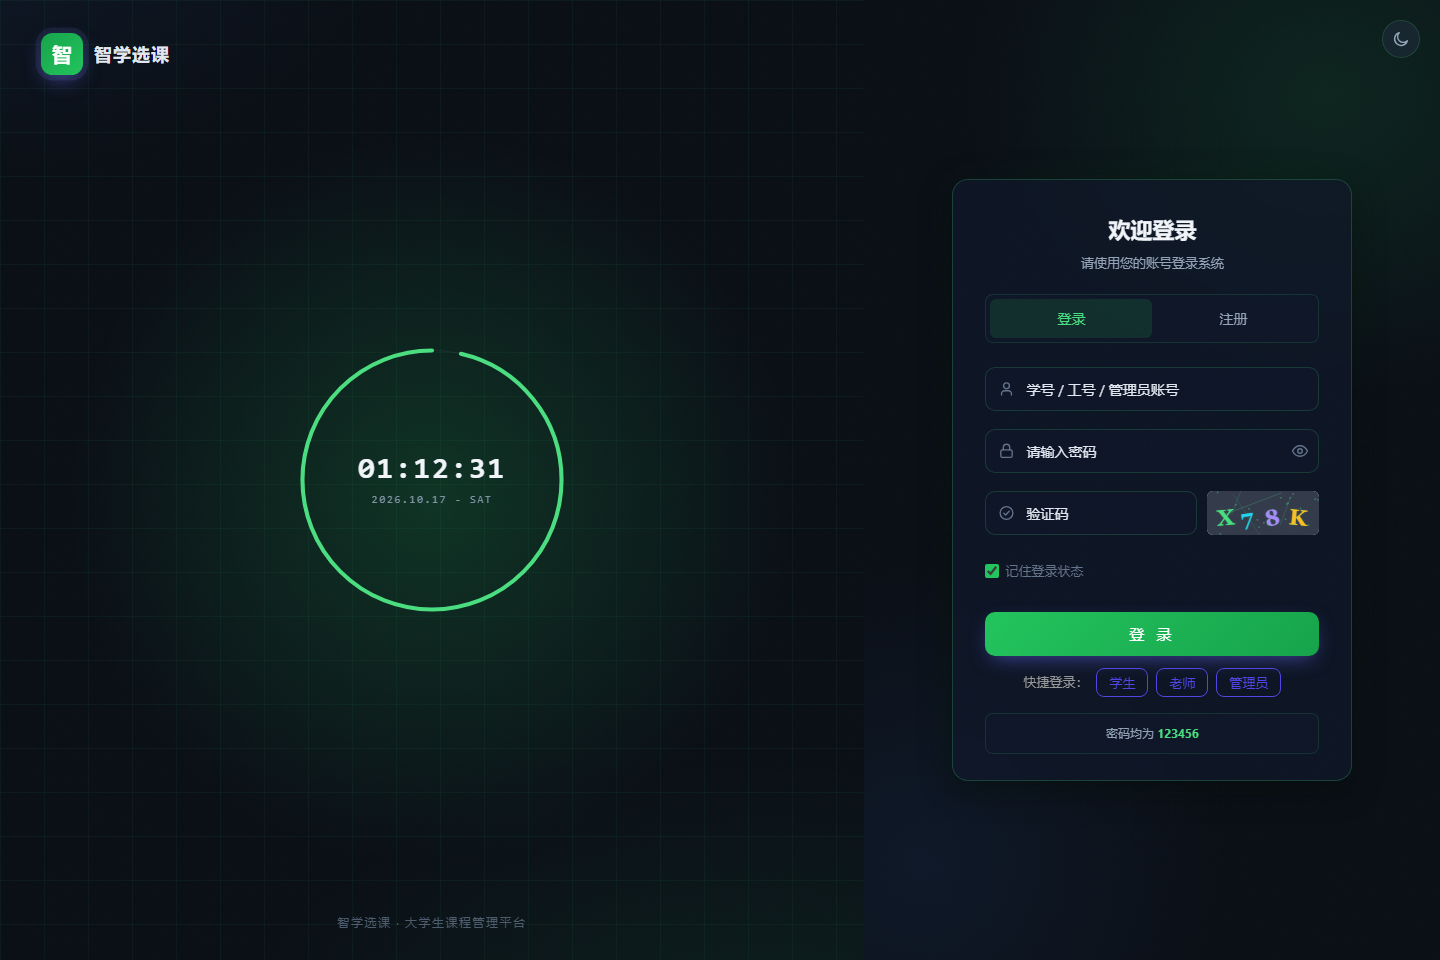 智 智学选课
01:12:31
2026.10.17 - SAT
智学选课 · 大学生课程管理平台
欢迎登录
请使用您的账号登录系统
登录 注册
学号 / 工号 / 管理员账号
请输入密码
验证码 X78K
记住登录状态
登 录
快捷登录: 学生 老师 管理员
密码均为 123456